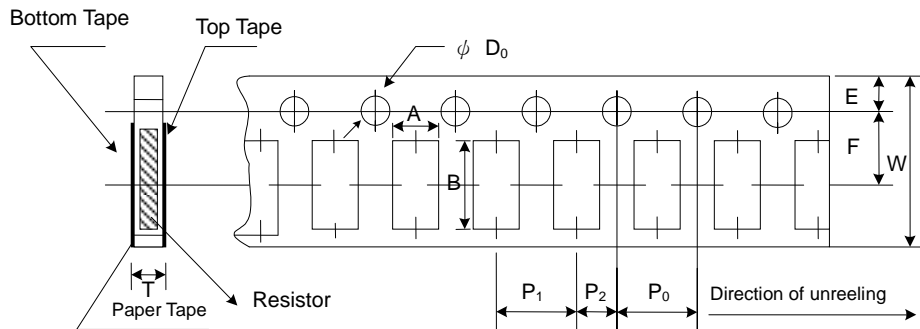 Bottom Tape
Top Tape
ψ D₀
E
A
F
W
B
T
Paper Tape
Resistor
P₁
P₂
P₀
Direction of unreeling